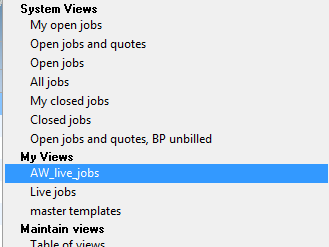 System Views
My open jobs
Open jobs and quotes
Open jobs
All jobs
My closed jobs
Closed jobs
Open jobs and quotes, BP unbilled
My Views
AW_live_jobs
Live jobs
master templates
Maintain views
Table of views